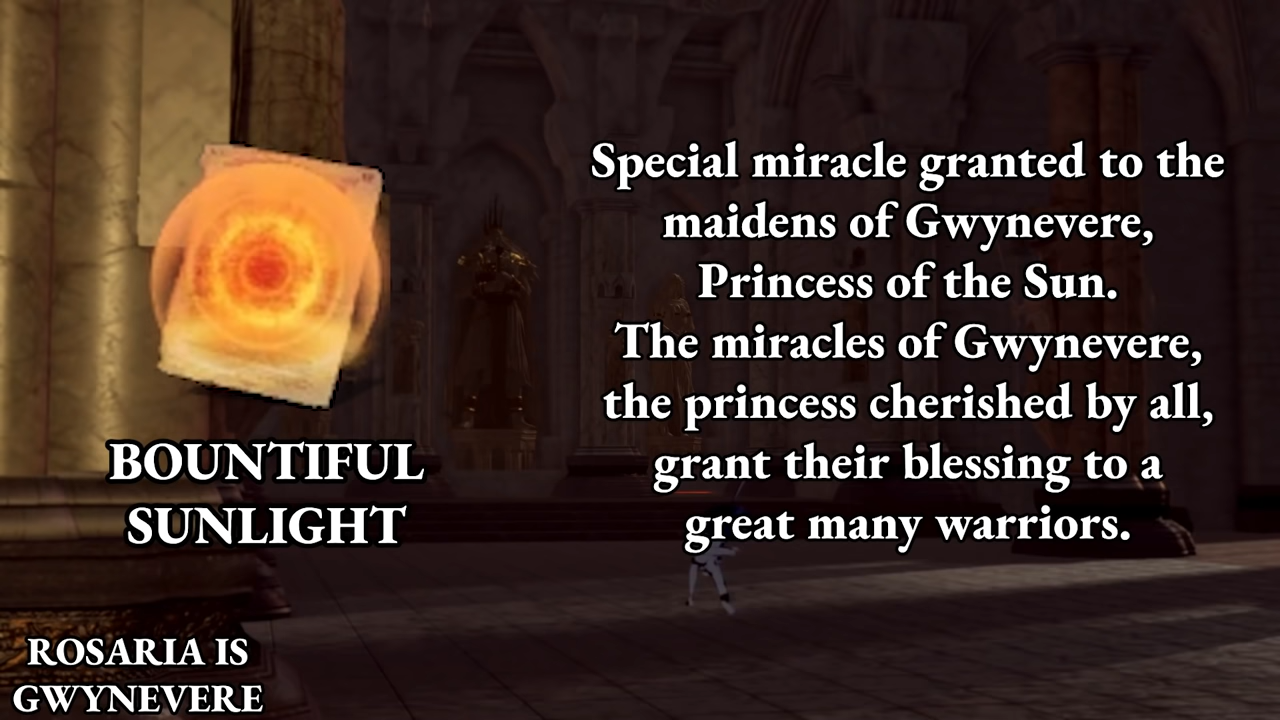 BOUNTIFUL
SUNLIGHT
Special miracle granted to the
maidens of Gwynevere,
Princess of the Sun.
The miracles of Gwynevere,
the princess cherished by all,
grant their blessing to a
great many warriors.
ROSARIA IS
GWYNEVERE